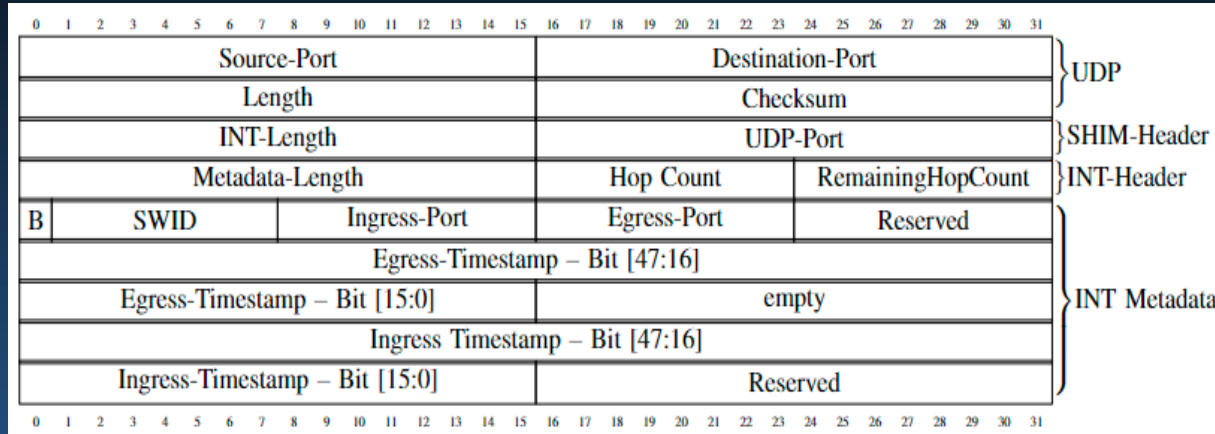 0 1 2 3 4 5 6 7 8 9 10 11 12 13 14 15 16 17 18 19 20 21 22 23 24 25 26 27 28 29 30 31
Source-Port Destination-Port
UDP
Length Checksum
INT-Length UDP-Port SHIM-Header
Metadata-Length Hop Count RemainingHopCount INT-Header
B SWID Ingress-Port Egress-Port Reserved
Egress-Timestamp – Bit [47:16]
Egress-Timestamp – Bit [15:0] empty INT Metadata
Ingress Timestamp – Bit [47:16]
Ingress-Timestamp – Bit [15:0] Reserved
0 1 2 3 4 5 6 7 8 9 10 11 12 13 14 15 16 17 18 19 20 21 22 23 24 25 26 27 28 29 30 31